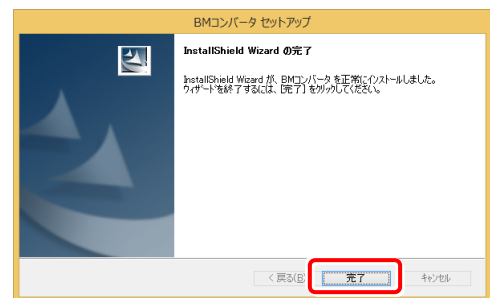 BMコンバータ セットアップ
InstallShield Wizard の完了
InstallShield Wizard が、BMコンバータ を正常にインストールしました。
ウィザードを終了するには、[完了] をクリックしてください。
< 戻る(B)
完了
キャンセル